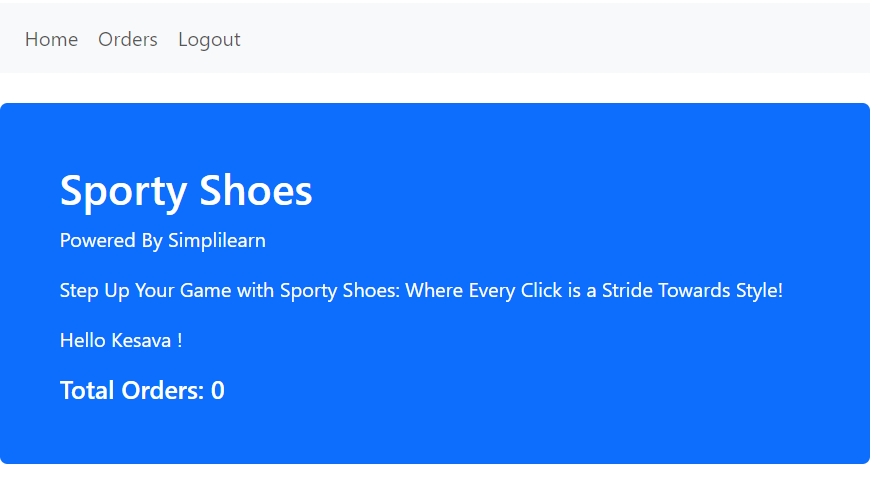 Home Orders Logout
Sporty Shoes
Powered By Simplilearn
Step Up Your Game with Sporty Shoes: Where Every Click is a Stride Towards Style!
Hello Kesava !
Total Orders: 0